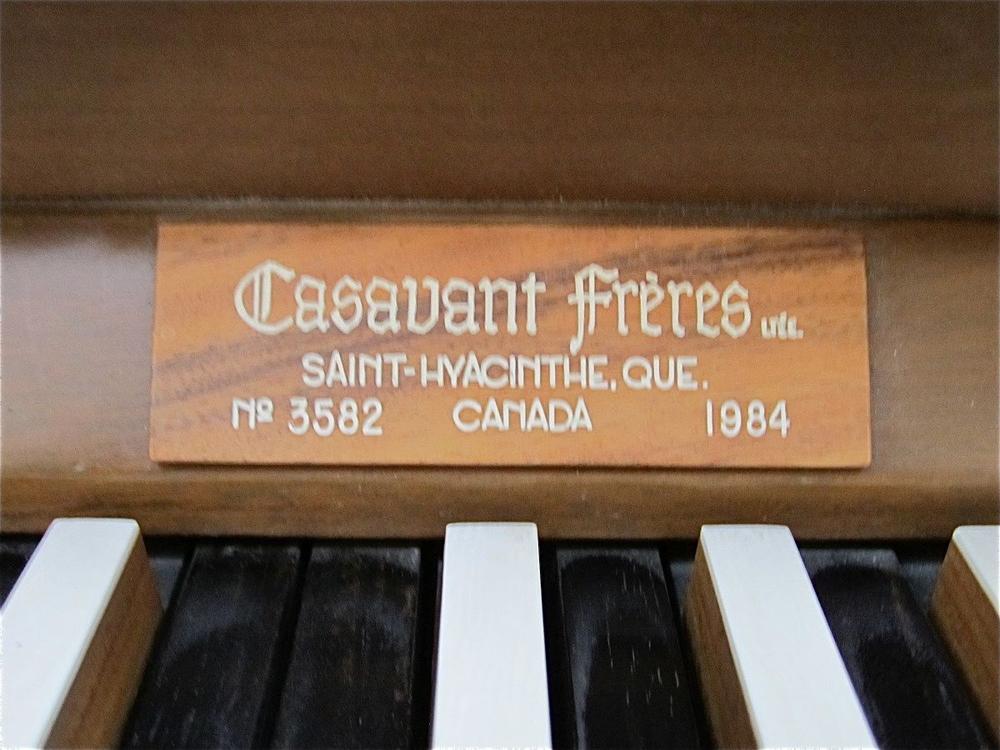 Casavant Frères Ltée.
SAINT-HYACINTHE, QUE.
Nº 3582 CANADA 1984